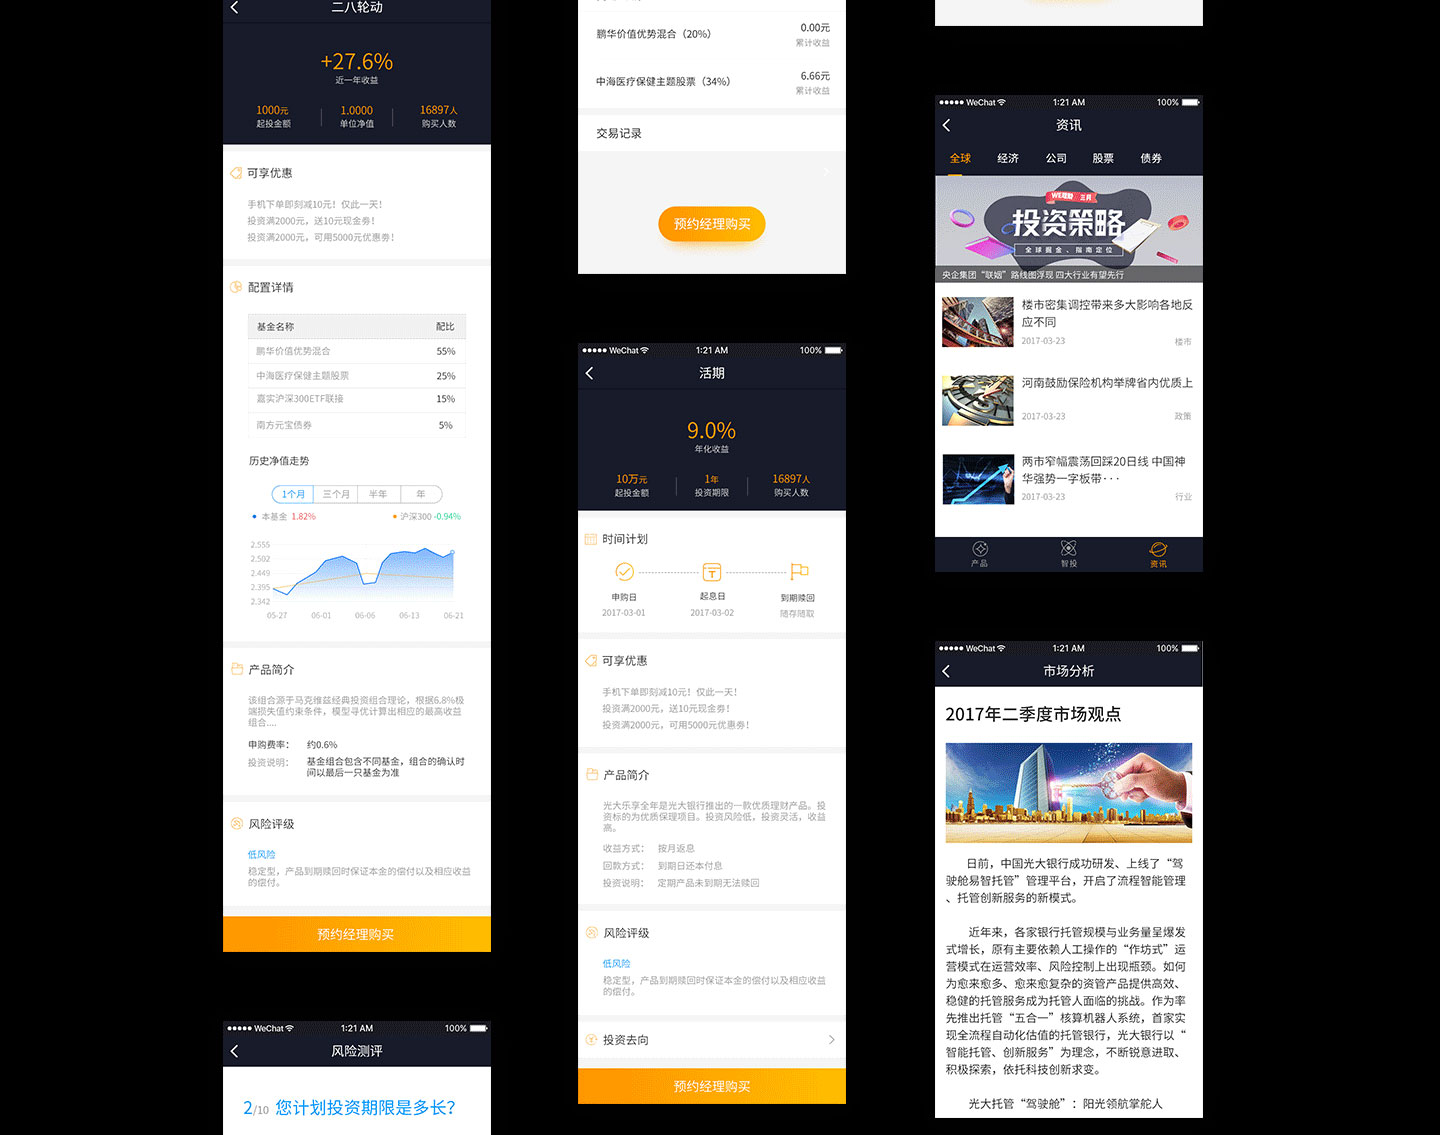 二八轮动
+27.6%
近一年收益
1000元
1.0000
16897人
起投金额
单位净值
购买人数
可享优惠
手机下单即刻减10元！仅此一天！
投资满2000元，送10元现金券！
投资满2000元，可用5000元优惠券！
配置详情
基金名称 配比
鹏华价值优势混合 55%
中海医疗保健主题股票 25%
嘉实沪深300ETF联接 15%
南方元宝债券 5%
历史净值走势
1个月 三个月 半年 年
本基金 1.82% 沪深300 -0.94%
2.555
2.502
2.449
2.395
2.342
05-27 06-01 06-06 06-13 06-21
产品简介
该组合源于马克维兹经典投资组合理论，根据6.8%极
端损失值约束条件，模型寻优计算出相应的最高收益
组合....
申购费率： 约0.6%
投资说明： 基金组合包含不同基金，组合的确认时
间以最后一只基金为准
风险评级
低风险
稳定型，产品到期赎回时保证本金的偿付以及相应收益
的偿付。
预约经理购买
WeChat 1:21 AM 100%
风险测评
2/10 您计划投资期限是多长？
鹏华价值优势混合（20%） 0.00元
累计收益
中海医疗保健主题股票（34%） 6.66元
累计收益
交易记录
预约经理购买
WeChat 1:21 AM 100%
活期
9.0%
年化收益
10万元
1年
16897人
起投金额
投资期限
购买人数
时间计划
申购日 起息日 到期赎回
2017-03-01 2017-03-02 随存随取
可享优惠
手机下单即刻减10元！仅此一天！
投资满2000元，送10元现金券！
投资满2000元，可用5000元优惠券！
产品简介
光大乐享全年是光大银行推出的一款优质理财产品。投
资标的为优质保理项目。投资风险低，投资灵活，收益
高。
收益方式： 按月返息
回款方式： 到期日还本付息
投资说明： 定期产品未到期无法赎回
风险评级
低风险
稳定型，产品到期赎回时保证本金的偿付以及相应收益
的偿付。
投资去向
预约经理购买
WeChat 1:21 AM 100%
资讯
全球 经济 公司 股票 债券
投资策略
全球掘金、指南定位
央企集团“联姻”路线图浮现 四大行业有望先行
楼市密集调控带来多大影响各地反
应不同
2017-03-23 楼市
河南鼓励保险机构举牌省内优质上
2017-03-23 政策
两市窄幅震荡回踩20日线 中国神
华强势一字板带···
2017-03-23 行业
产品 智投 资讯
WeChat 1:21 AM 100%
市场分析
2017年二季度市场观点
日前，中国光大银行成功研发、上线了“驾
驶舱易智托管”管理平台，开启了流程智能管理
、托管创新服务的新模式。
近年来，各家银行托管规模与业务量呈爆发
式增长，原有主要依赖人工操作的“作坊式”运
营模式在运营效率、风险控制上出现瓶颈。如何
为愈来愈多、愈来愈复杂的资管产品提供高效、
稳健的托管服务成为托管人面临的挑战。作为率
先推出托管“五合一”核算机器人系统，首家实
现全流程自动化估值的托管银行，光大银行以“
智能托管、创新服务”为理念，不断锐意进取、
积极探索，依托科技创新求变。
光大托管“驾驶舱”：阳光领航掌舵人